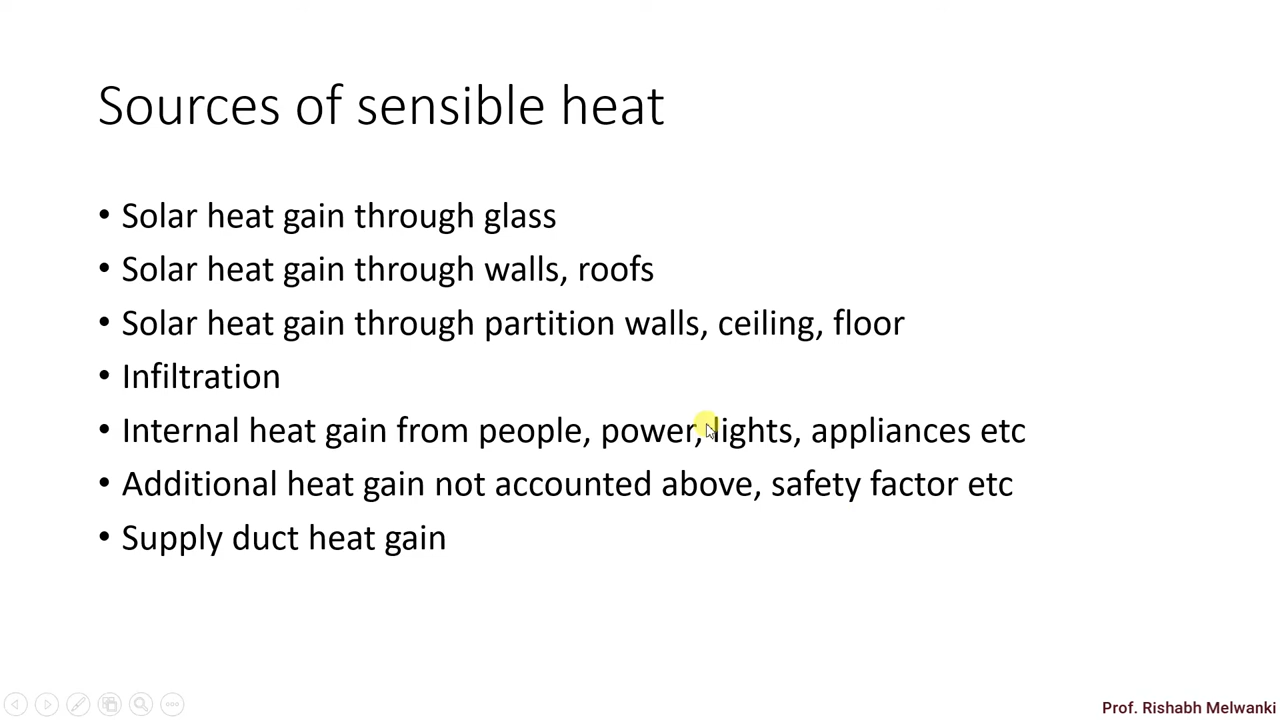 Sources of sensible heat
• Solar heat gain through glass
• Solar heat gain through walls, roofs
• Solar heat gain through partition walls, ceiling, floor
• Infiltration
• Internal heat gain from people, power, lights, appliances etc
• Additional heat gain not accounted above, safety factor etc
• Supply duct heat gain
Prof. Rishabh Melwanki